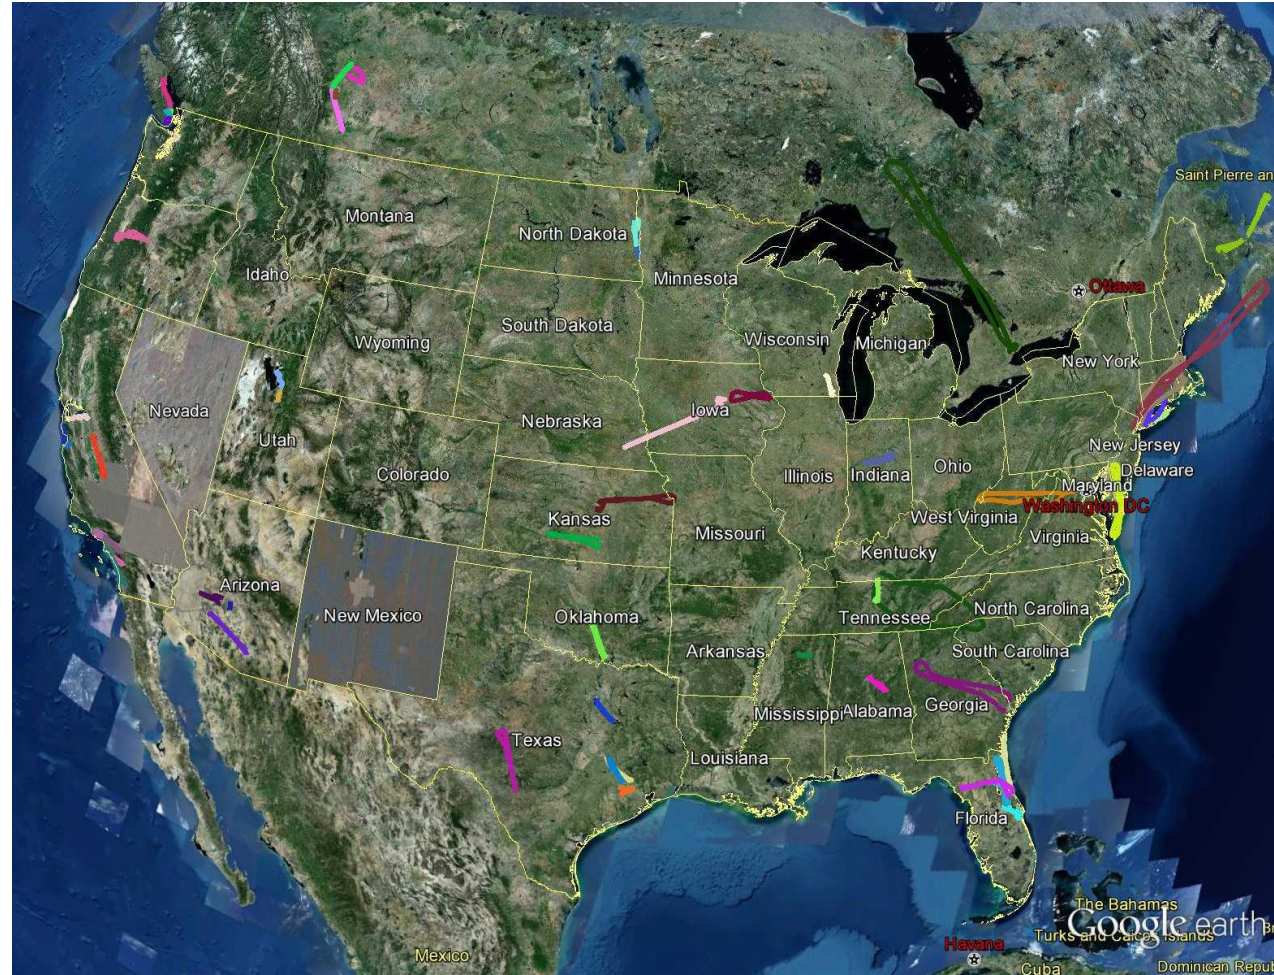 Saint Pierre an
Montana
North Dakota
Minnesota
Idaho
Ottawa
South Dakota
Wyoming
Wisconsin
Michigan
New York
Nevada
Iowa
Nebraska
Utah
New Jersey
Colorado
Illinois
Indiana
Ohio
Delaware
Maryland
Washington DC
West Virginia
Kansas
Missouri
Virginia
Kentucky
Arizona
New Mexico
Oklahoma
Tennessee
North Carolina
Arkansas
South Carolina
Mississippi
Alabama
Georgia
Texas
Louisiana
Florida
The Bahamas
Google earth
Turks and Caicos Islands
Havana
Mexico
Cuba
Dominican Repu